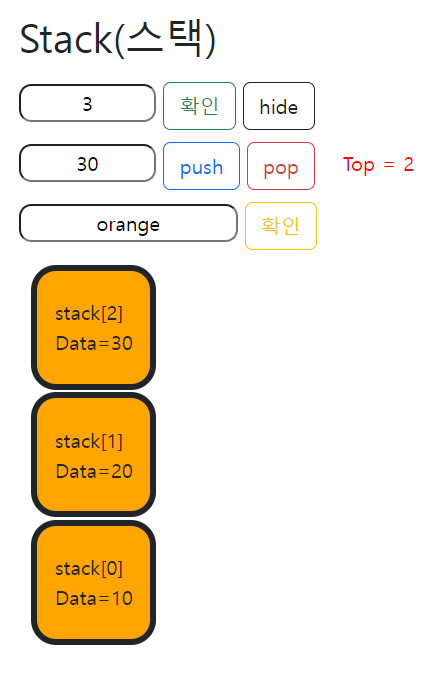 Stack(스택)
3 확인 hide
30 push pop Top = 2
orange 확인
stack[2]
Data=30
stack[1]
Data=20
stack[0]
Data=10